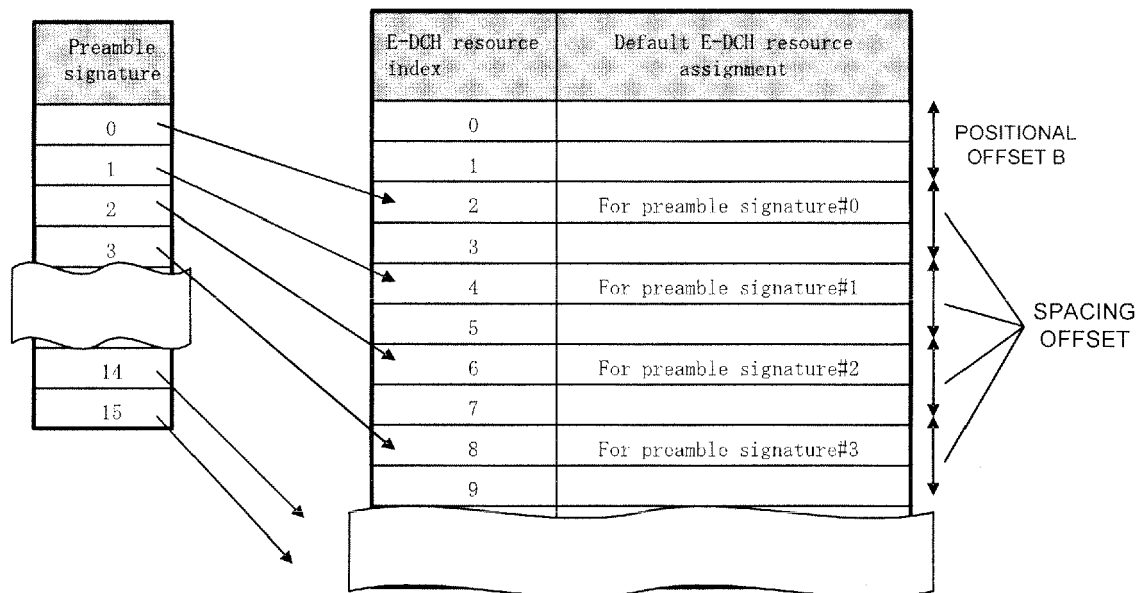 Preamble
signature
0
1
2
3
14
15
E-DCH resource
index
Default E-DCH resource
assignment
0
1
2
For preamble signature#0
3
4
For preamble signature#1
5
6
For preamble signature#2
7
8
For preamble signature#3
9
POSITIONAL
OFFSET B
SPACING
OFFSET